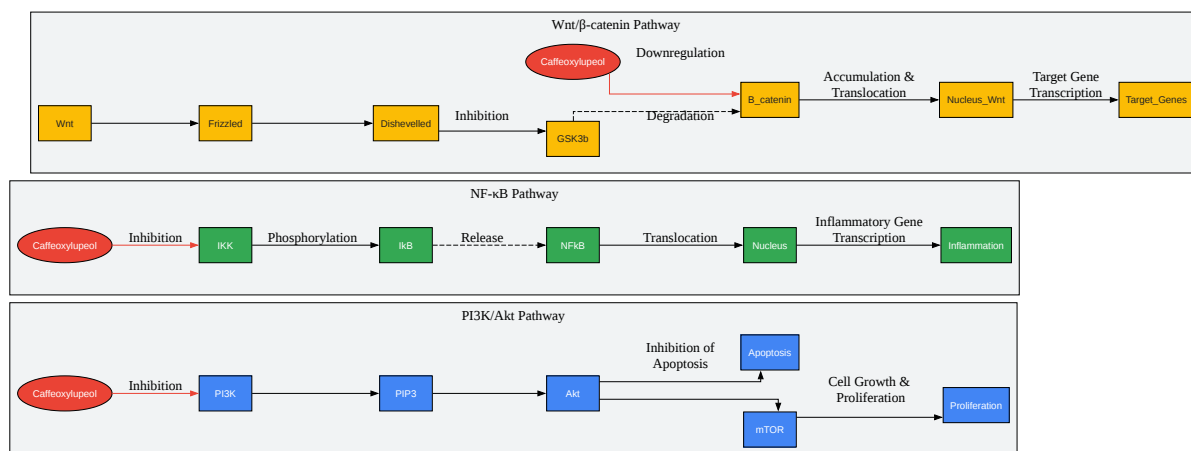 Wnt/β-catenin Pathway
Caffeoxylupeol
Downregulation
Accumulation &
Translocation
Target Gene
Transcription
B_catenin
Nucleus_Wnt
Target_Genes
Wnt
Frizzled
Dishevelled
Inhibition
GSK3b
Degradation
NF-κB Pathway
Caffeoxylupeol
Inhibition
IKK
Phosphorylation
IkB
Release
NFkB
Translocation
Nucleus
Inflammatory Gene
Transcription
Inflammation
PI3K/Akt Pathway
Caffeoxylupeol
Inhibition
PI3K
PIP3
Akt
Inhibition of
Apoptosis
Apoptosis
mTOR
Cell Growth &
Proliferation
Proliferation